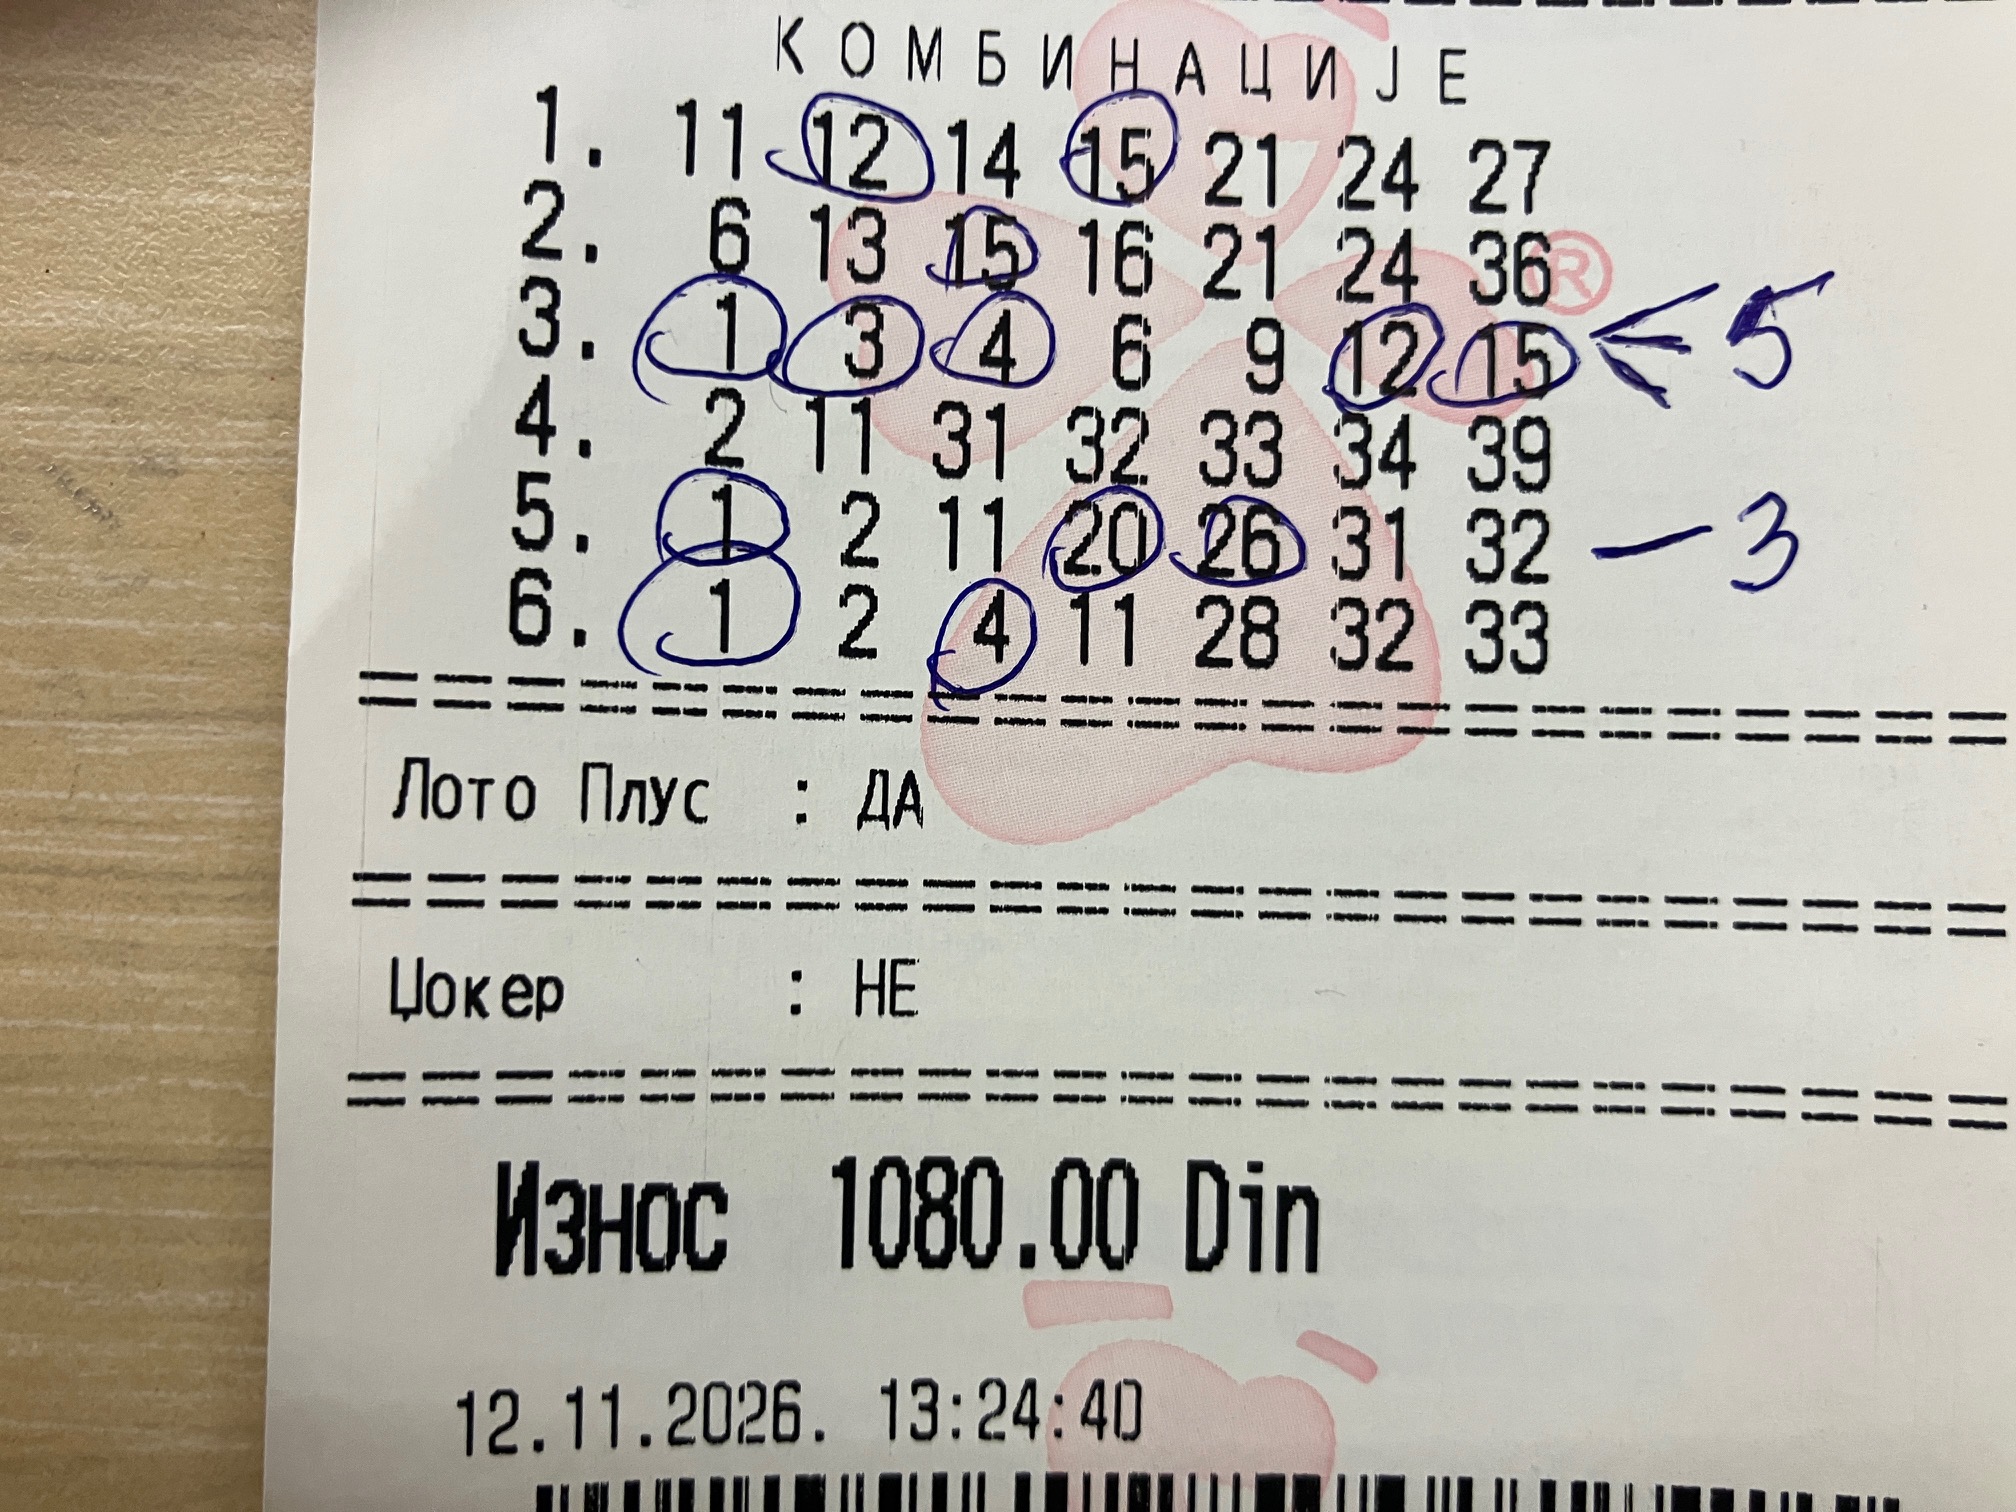 КОМБИНАЦИЈЕ
1. 11 12 14 15 21 24 27
2. 6 13 15 16 21 24 36
3. 1 3 4 6 9 12 15 ← 5
4. 2 11 31 32 33 34 39
5. 1 2 11 20 26 31 32 – 3
6. 1 2 4 11 28 32 33
Лото Плус : ДА
Џокер : НЕ
Износ 1080.00 Din
12.11.2026. 13:24:40
®